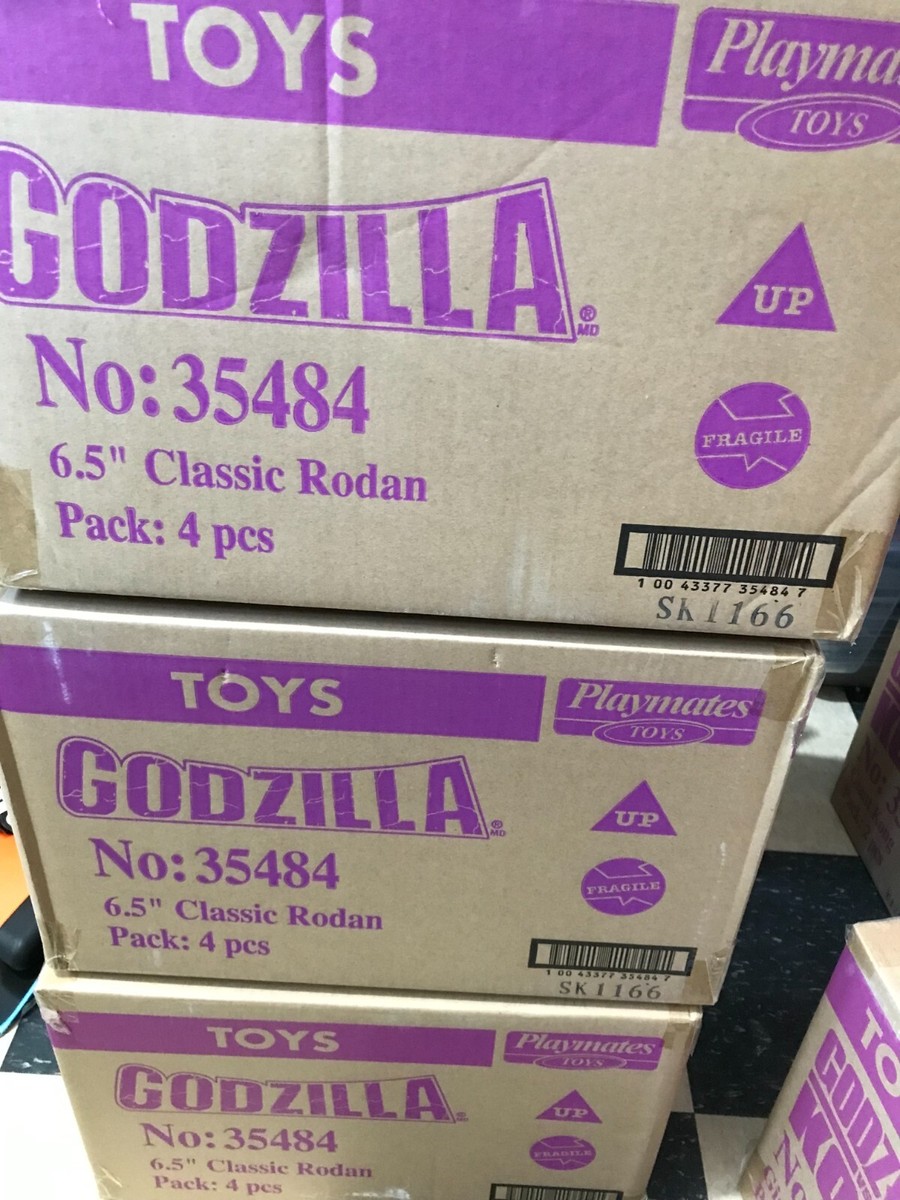 TOYS
Playma
TOYS
GODZILLA®
MD
UP
No:35484
FRAGILE
6.5" Classic Rodan
Pack: 4 pcs
1 00 43377 35484 7
SK1166
TOYS
Playmates
TOYS
GODZILLA®
MD
UP
No:35484
FRAGILE
6.5" Classic Rodan
Pack: 4 pcs
1 00 43377 35484 7
SK1166
TOYS
Playmates
TOYS
GODZILLA
UP
No:35484
FRAGILE
6.5" Classic Rodan
Pack: 4 pcs
TO
GODZ